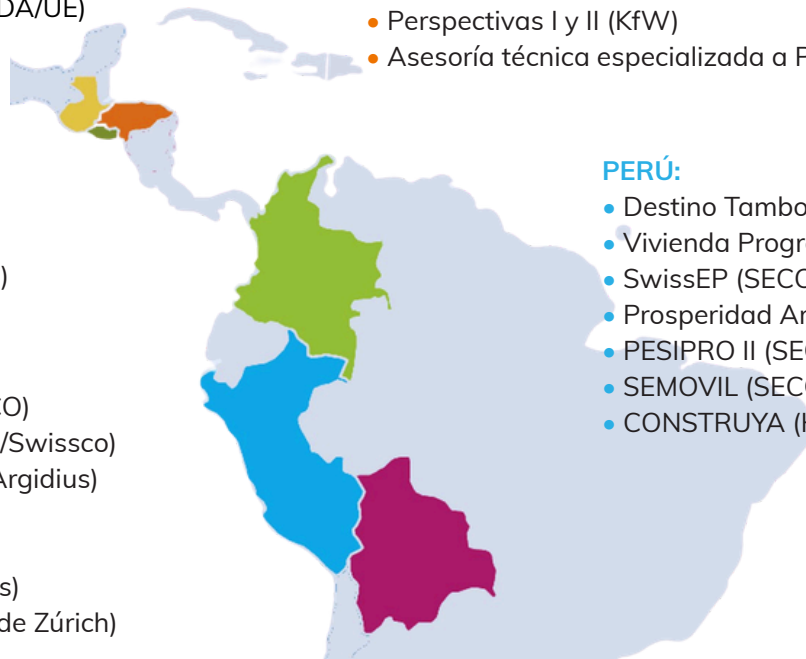 DA/UE)
• Perspectivas I y II (KfW)
• Asesoría técnica especializada a
PERÚ:
• Destino Tambo
• Vivienda Progr
)
• SwissEP (SECO
• Prosperidad
• PESIPRO II (SEC
• SEMOVIL (SECO
CO)
• CONSTRUYA (
/Swissco)
Argidius)
s)
de Zúrich)